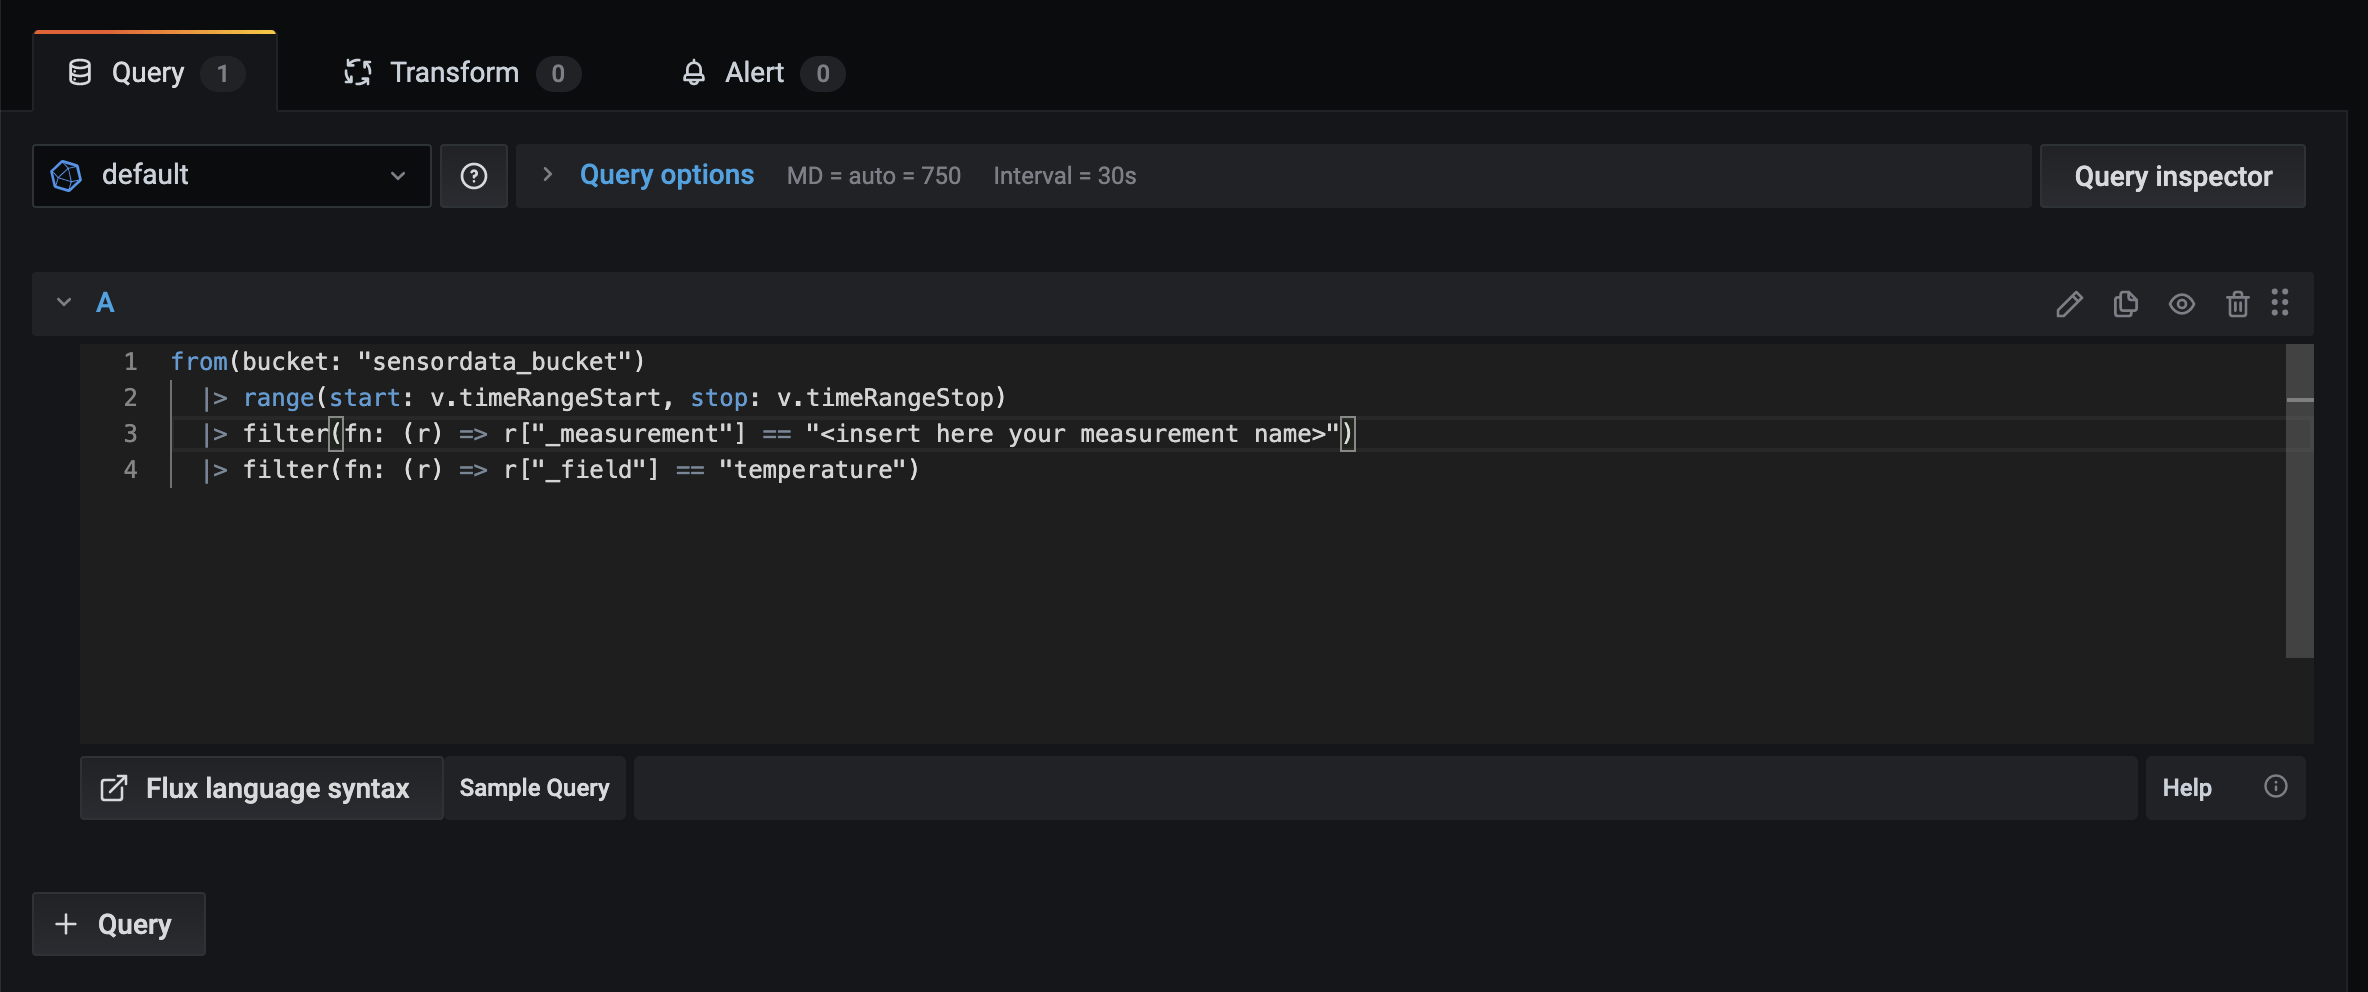 Query 1 Transform 0 Alert 0
default Query options MD = auto = 750 Interval = 30s Query inspector
A
1 from(bucket: "sensordata_bucket")
2 |> range(start: v.timeRangeStart, stop: v.timeRangeStop)
3 |> filter(fn: (r) => r["_measurement"] == "<insert here your measurement name>")
4 |> filter(fn: (r) => r["_field"] == "temperature")
Flux language syntax Sample Query Help
+ Query